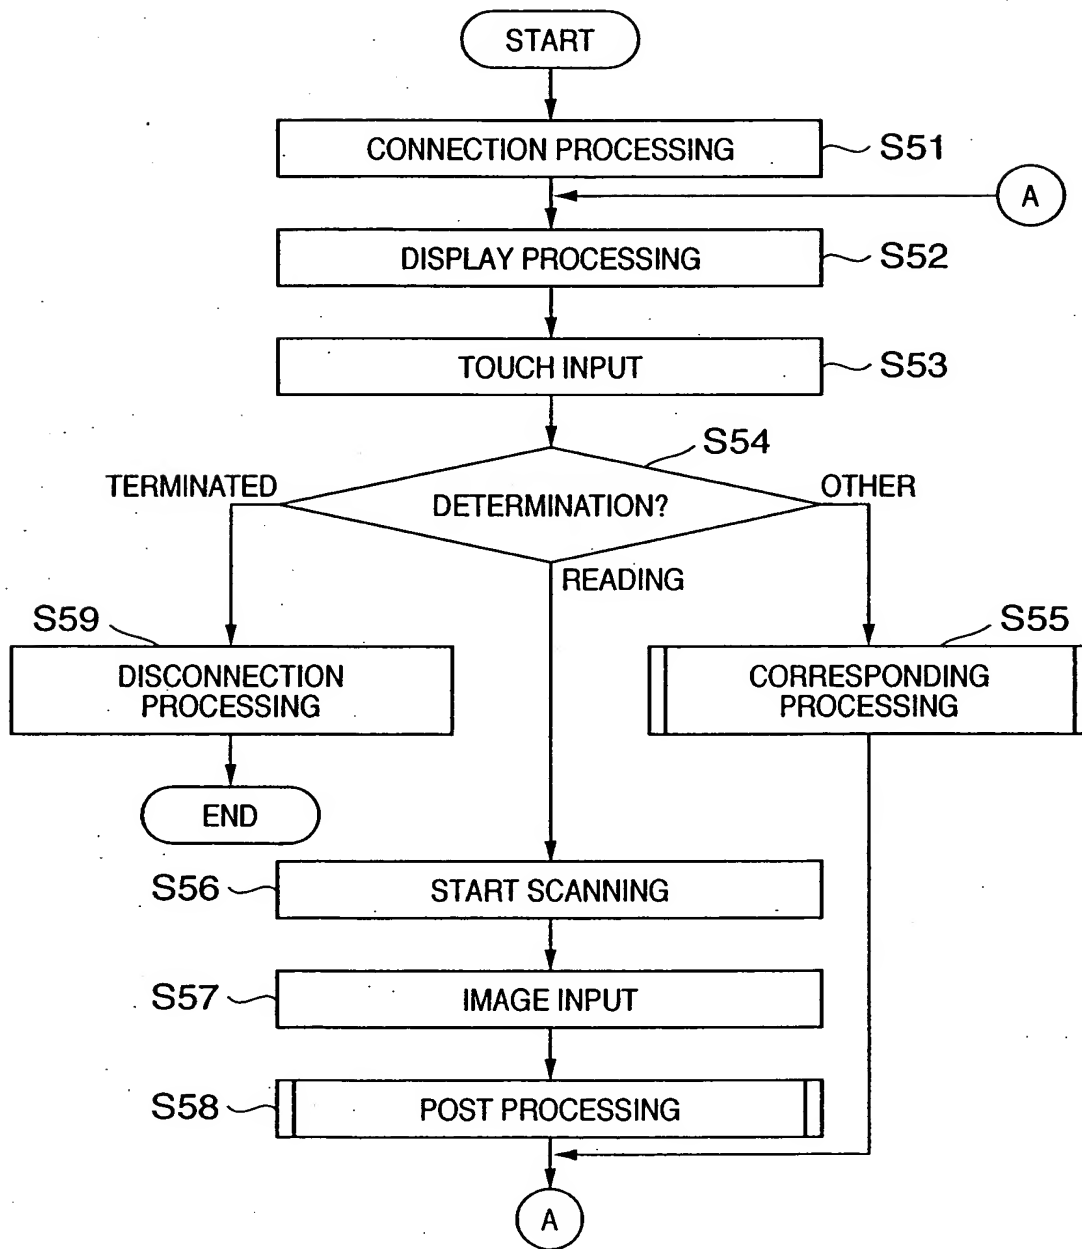 START
CONNECTION PROCESSING
S51
A
DISPLAY PROCESSING
S52
TOUCH INPUT
S53
S54
TERMINATED
DETERMINATION?
OTHER
READING
S59
S55
DISCONNECTION
PROCESSING
CORRESPONDING
PROCESSING
END
S56
START SCANNING
S57
IMAGE INPUT
S58
POST PROCESSING
A